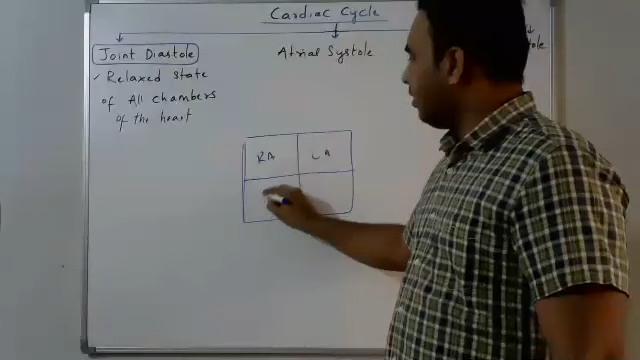 Cardiac Cycle
Joint Diastole
Atrial Systole
✓ Relaxed state
of All chambers
of the heart
RA
LA